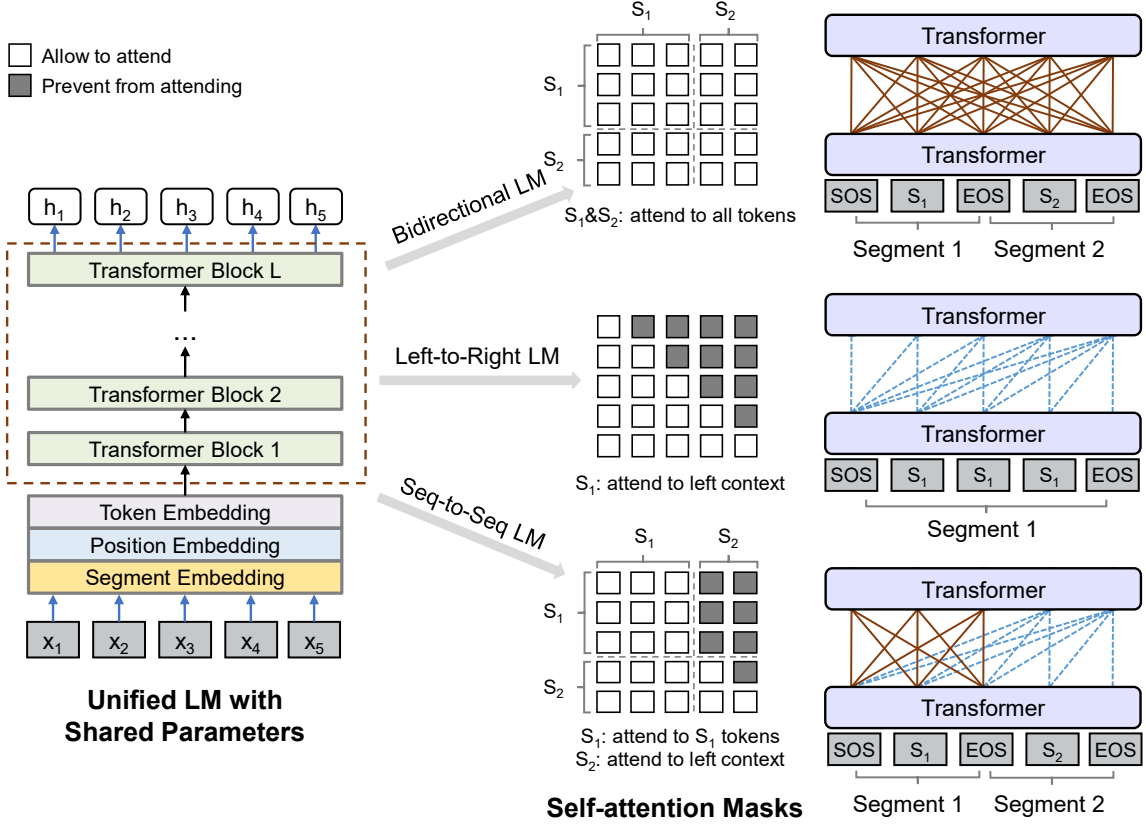 Allow to attend
Prevent from attending
h1 h2 h3 h4 h5
Transformer Block L
...
Transformer Block 2
Transformer Block 1
Token Embedding
Position Embedding
Segment Embedding
x1 x2 x3 x4 x5
Unified LM with
Shared Parameters
Bidirectional LM
Left-to-Right LM
Seq-to-Seq LM
S1 S2
S1
S2
S1&S2: attend to all tokens
S1: attend to left context
S1 S2
S1
S2
S1: attend to S1 tokens
S2: attend to left context
Self-attention Masks
Transformer
Transformer
SOS S1 EOS S2 EOS
Segment 1 Segment 2
Transformer
Transformer
SOS S1 S1 S1 EOS
Segment 1
Transformer
Transformer
SOS S1 EOS S2 EOS
Segment 1 Segment 2